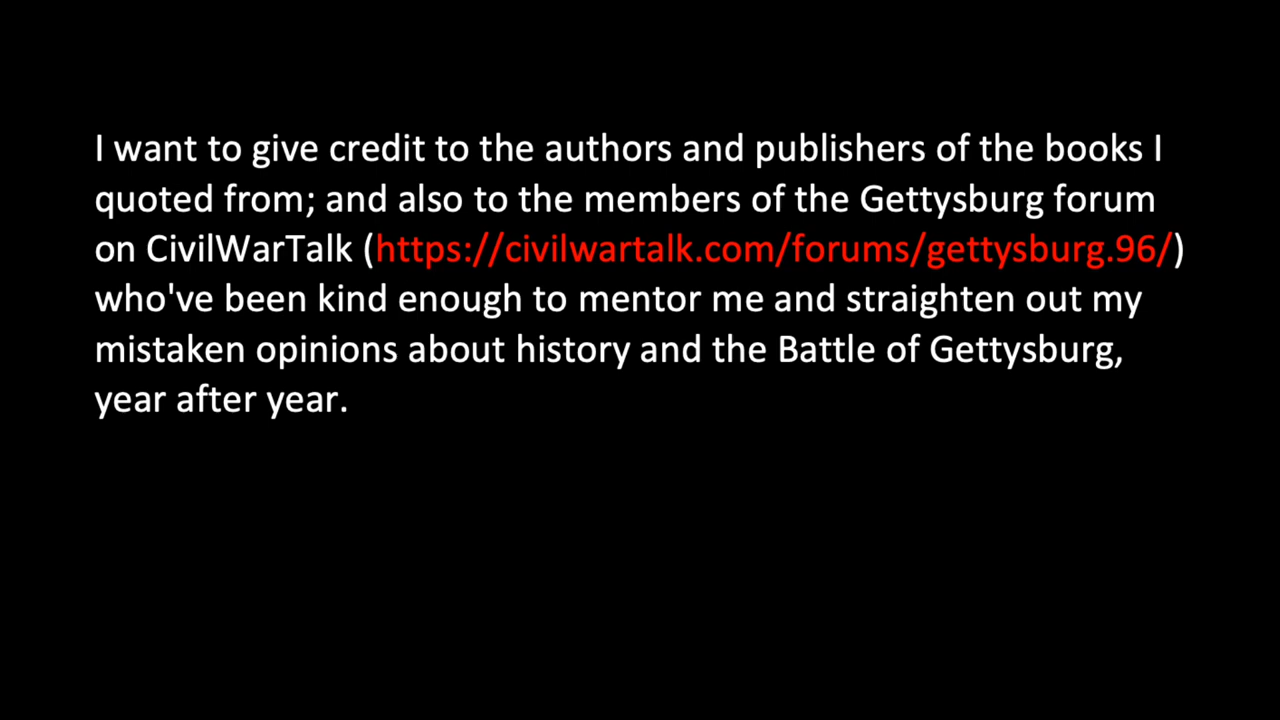 I want to give credit to the authors and publishers of the books I
quoted from; and also to the members of the Gettysburg forum
on CivilWarTalk (https://civilwartalk.com/forums/gettysburg.96/)
who've been kind enough to mentor me and straighten out my
mistaken opinions about history and the Battle of Gettysburg,
year after year.